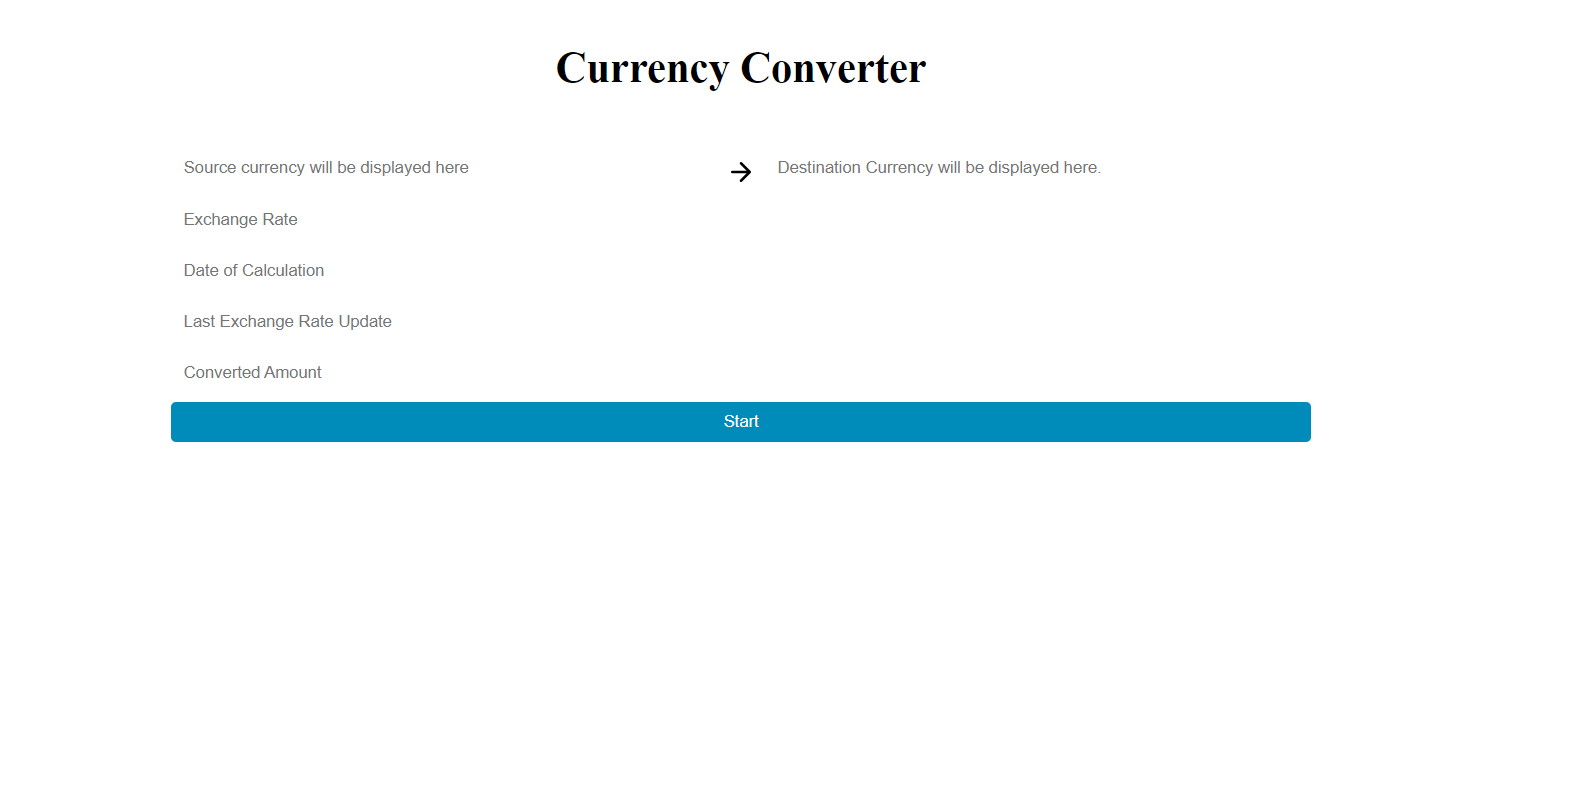 Currency Converter
Source currency will be displayed here
Destination Currency will be displayed here.
Exchange Rate
Date of Calculation
Last Exchange Rate Update
Converted Amount
Start